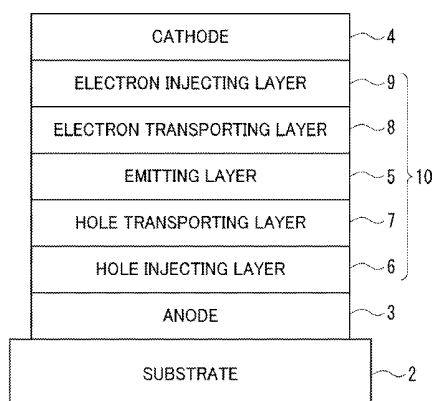 CATHODE 4
ELECTRON INJECTING LAYER 9
ELECTRON TRANSPORTING LAYER 8
EMITTING LAYER 5 10
HOLE TRANSPORTING LAYER 7
HOLE INJECTING LAYER 6
ANODE 3
SUBSTRATE 2